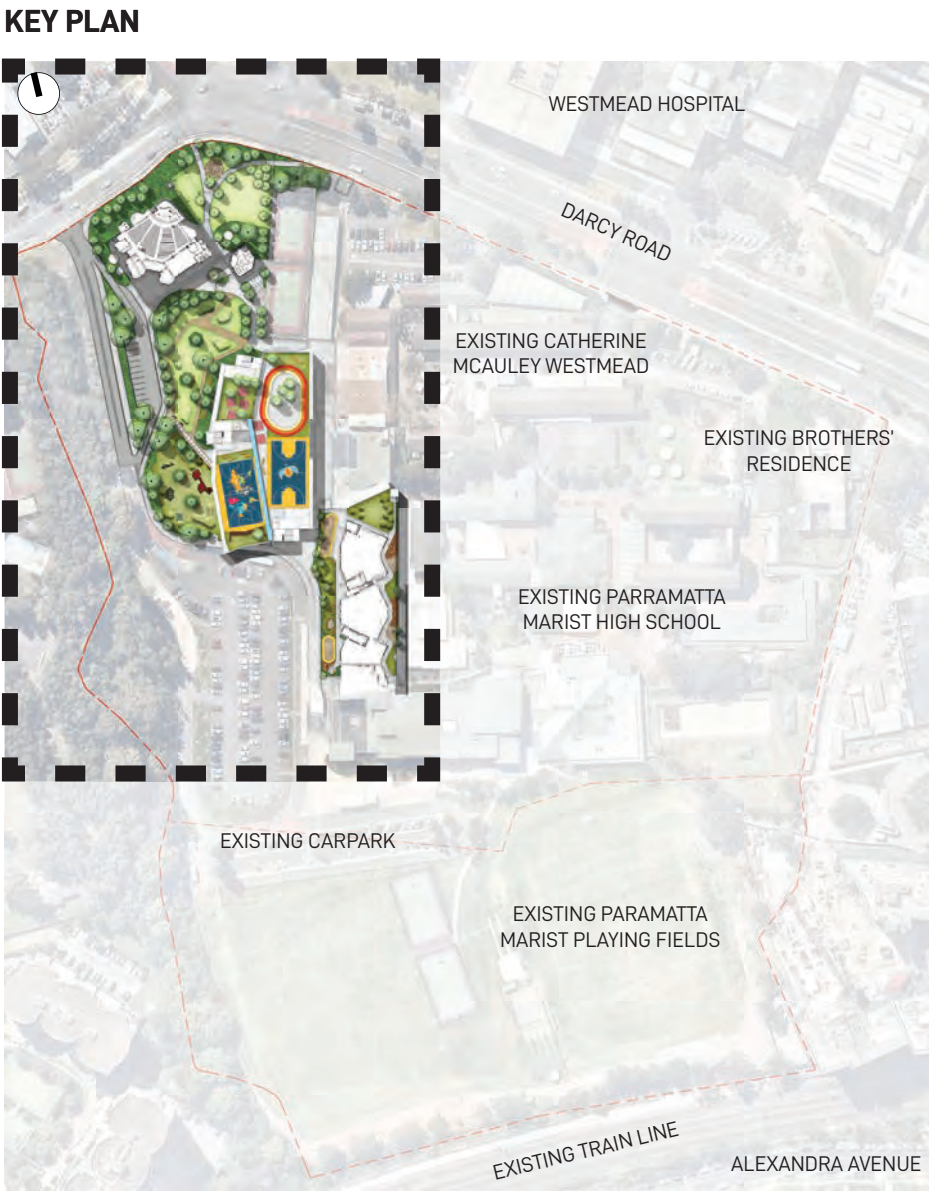 KEY PLAN
WESTMEAD HOSPITAL
DARCY ROAD
EXISTING CATHERINE
MCAULEY WESTMEAD
EXISTING BROTHERS'
RESIDENCE
EXISTING PARRAMATTA
MARIST HIGH SCHOOL
EXISTING CARPARK
EXISTING PARAMATTA
MARIST PLAYING FIELDS
EXISTING TRAIN LINE
ALEXANDRA AVENUE